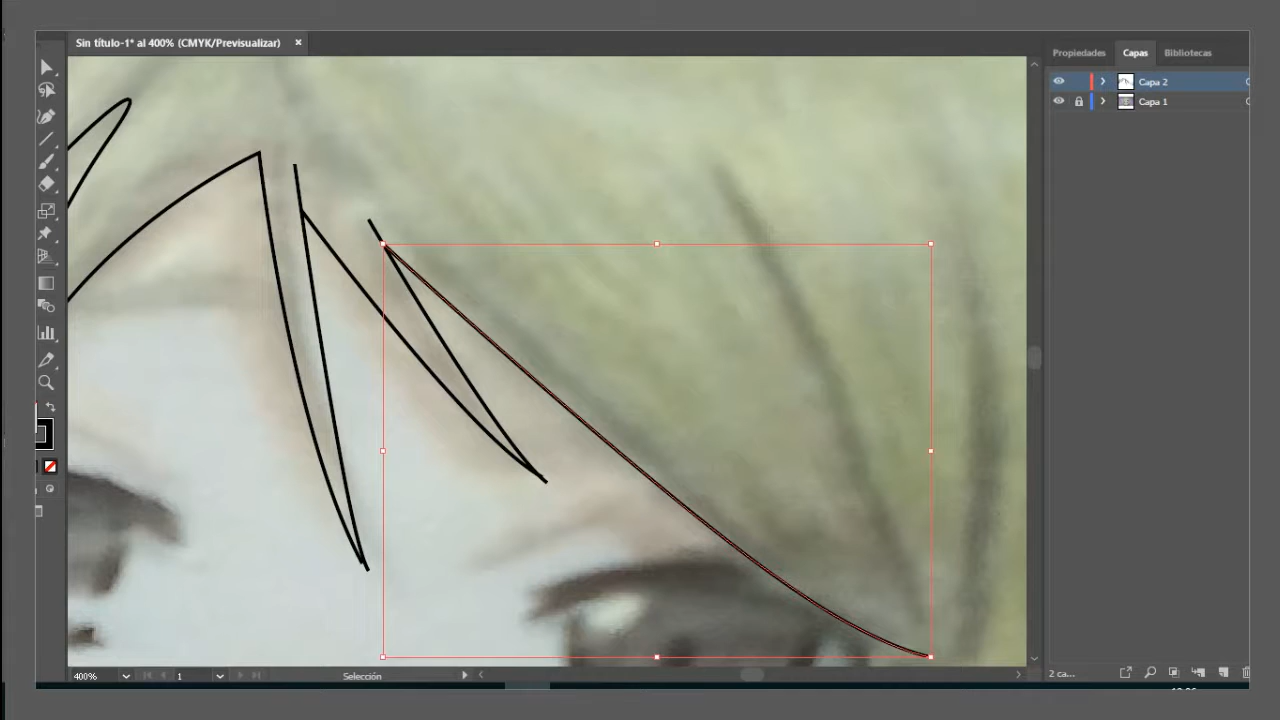 Sin título-1* al 400% (CMYK/Previsualizar) ×
Propiedades Capas Bibliotecas
Capa 2
Capa 1
400% 1 Selección
2 ca...